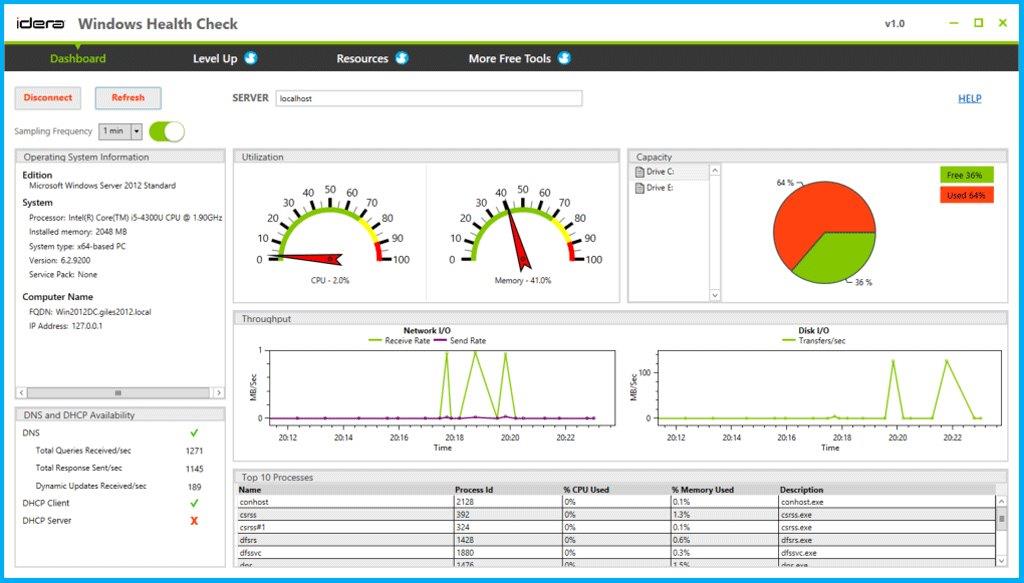 idera Windows Health Check v1.0
Dashboard Level Up Resources More Free Tools
Disconnect Refresh SERVER localhost HELP
Sampling Frequency 1 min
Operating System Information
Edition
Microsoft Windows Server 2012 Standard
System
Processor: Intel(R) Core(TM) i5-4300U CPU @ 1.90GHz
Installed memory: 2048 MB
System type: x64-based PC
Version: 6.2.9200
Service Pack: None
Computer Name
FQDN: Win2012DC.giles2012.local
IP Address: 127.0.0.1
DNS and DHCP Availability
DNS
Total Queries Received/sec 1271
Total Response Sent/sec 1145
Dynamic Updates Received/sec 189
DHCP Client
DHCP Server X
Utilization
0 10 20 30 40 50 60 70 80 90 100
CPU - 2.0%
0 10 20 30 40 50 60 70 80 90 100
Memory - 41.0%
Capacity
Drive C:
Drive E:
64 %
36 %
Free 36%
Used 64%
Throughput
Network I/O
Receive Rate Send Rate
MB/Sec
1
0
20:12 20:14 20:16 20:18 20:20 20:22
Time
Disk I/O
Transfers/sec
MB/Sec
100
0
20:12 20:14 20:16 20:18 20:20 20:22
Time
Top 10 Processes
Name Process Id % CPU Used % Memory Used Description
conhost 2128 0% 0.1% conhost.exe
csrss 392 0% 1.3% csrss.exe
csrss#1 324 0% 0.1% csrss.exe
dfsrs 1428 0% 0.6% dfsrs.exe
dfssvc 1880 0% 0.3% dfssvc.exe
dns 1476 0% 1.5% dns.exe